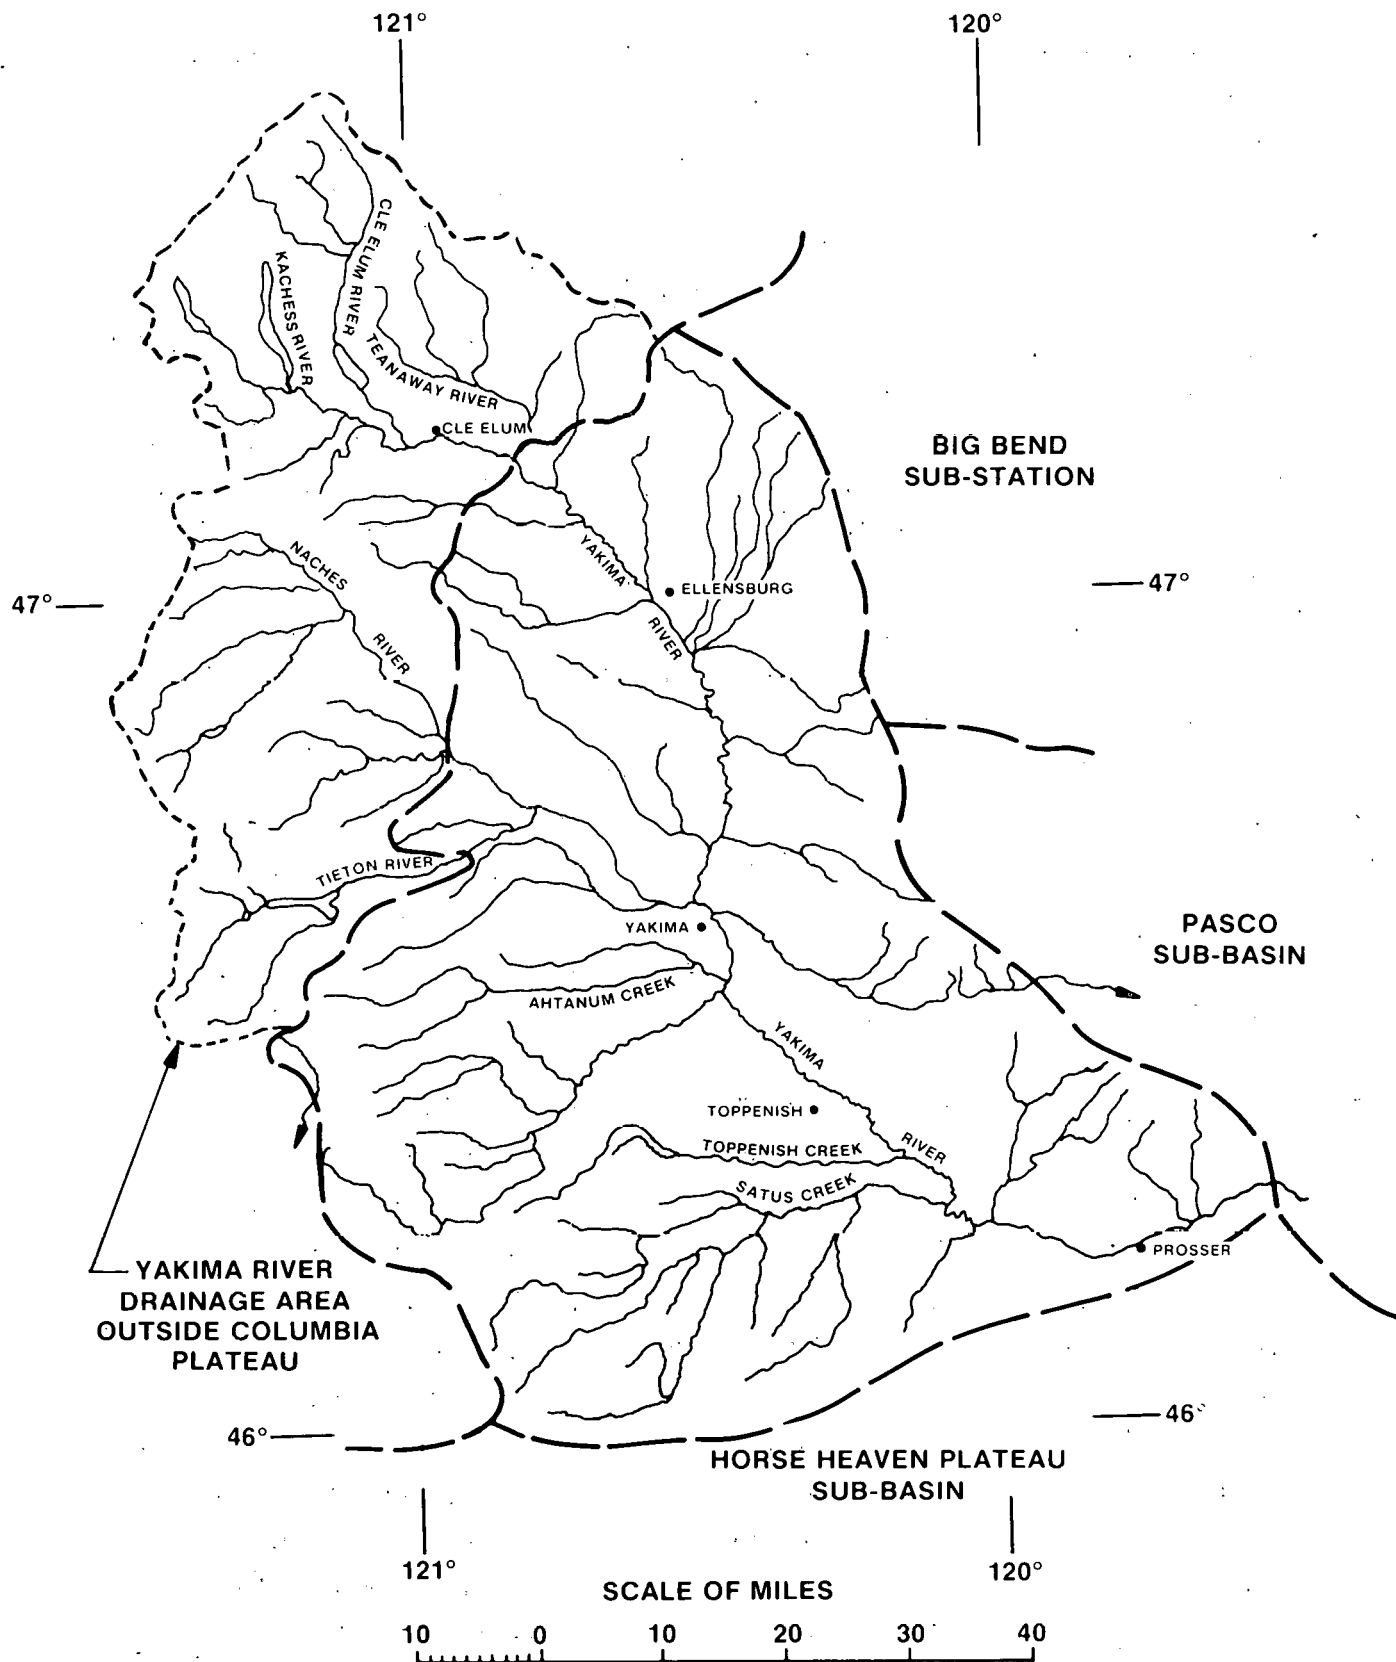 121° 120°
CLE ELUM RIVER
KACHESS RIVER
TEANAWAY RIVER
CLE ELUM
BIG BEND
SUB-STATION
NACHES
RIVER
YAKIMA
RIVER
ELLENSBURG
47° 47°
TIETON RIVER
YAKIMA
PASCO
SUB-BASIN
AHTANUM CREEK
YAKIMA
RIVER
TOPPENISH
TOPPENISH CREEK
SATUS CREEK
PROSSER
YAKIMA RIVER
DRAINAGE AREA
OUTSIDE COLUMBIA
PLATEAU
46° 46°
HORSE HEAVEN PLATEAU
SUB-BASIN
121° 120°
SCALE OF MILES
10 0 10 20 30 40